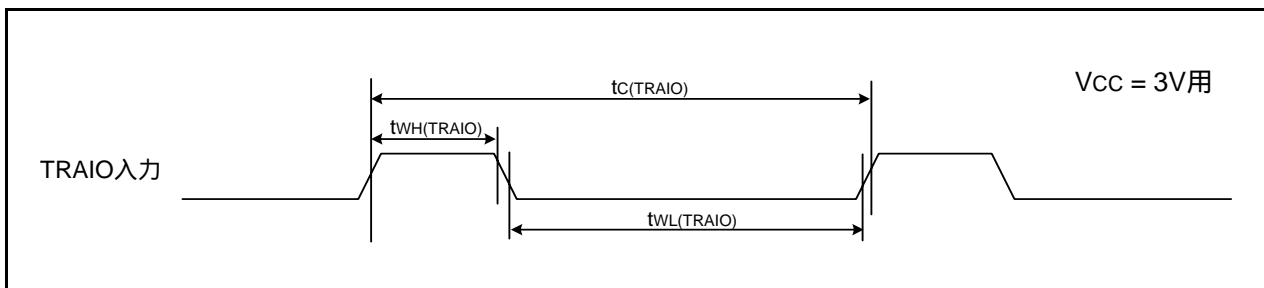 tC(TRAIO)
VCC = 3V用
tWH(TRAIO)
TRAIO入力
tWL(TRAIO)